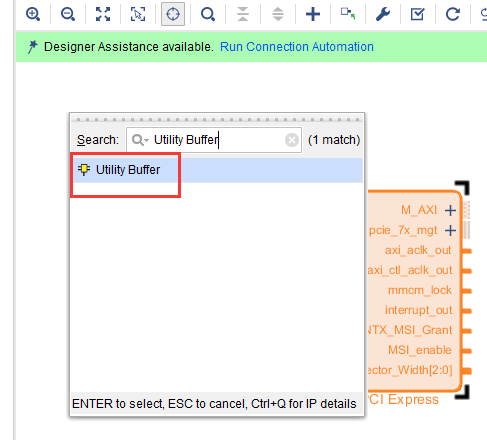 Designer Assistance available. Run Connection Automation
Search: Utility Buffer (1 match)
Utility Buffer
M_AXI
pcie_7x_mgt
axi_aclk_out
axi_ctl_aclk_out
mmcm_lock
interrupt_out
NTX_MSI_Grant
MSI_enable
ector_Width[2:0]
PCI Express
ENTER to select, ESC to cancel, Ctrl+Q for IP details